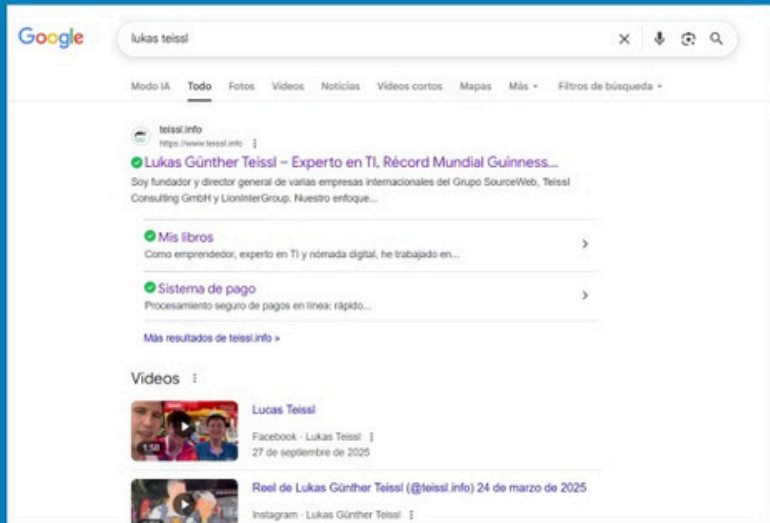 Google
lukas teissl
Modo IA Todo Fotos Vídeos Noticias Vídeos cortos Mapas Más Filtros de búsqueda
teissl.info
https://www.teissl.info
Lukas Günther Teissl – Experto en TI, Récord Mundial Guinness...
Soy fundador y director general de varias empresas internacionales del Grupo SourceWeb, Teissl
Consulting GmbH y LionInterGroup. Nuestro enfoque...
Mis libros
Como emprendedor, experto en TI y nómada digital, he trabajado en...
Sistema de pago
Procesamiento seguro de pagos en línea: rápido...
Más resultados de teissl.info »
Vídeos
1:58
Lucas Teissl
Facebook · Lukas Teissl
27 de septiembre de 2025
Reel de Lukas Günther Teissl (@teissl.info) 24 de marzo de 2025
Instagram · Lukas Günther Teissl